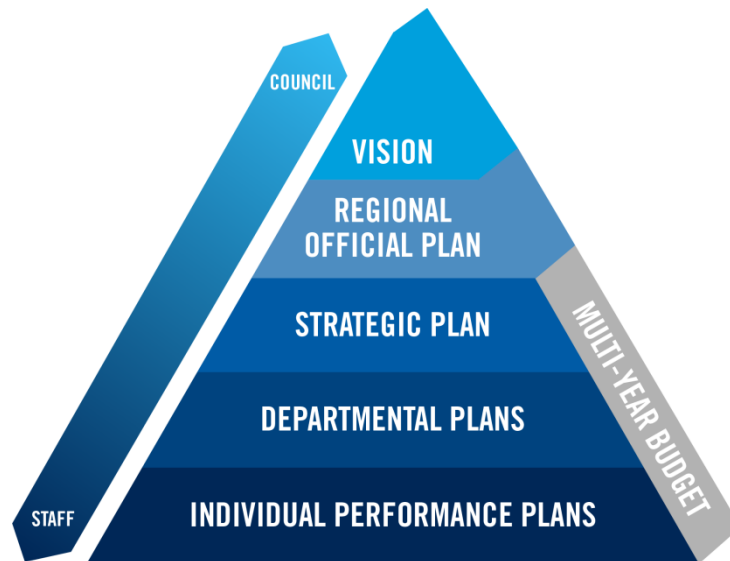 COUNCIL
VISION
REGIONAL
OFFICIAL PLAN
STRATEGIC PLAN
MULTI-YEAR BUDGET
DEPARTMENTAL PLANS
STAFF
INDIVIDUAL PERFORMANCE PLANS